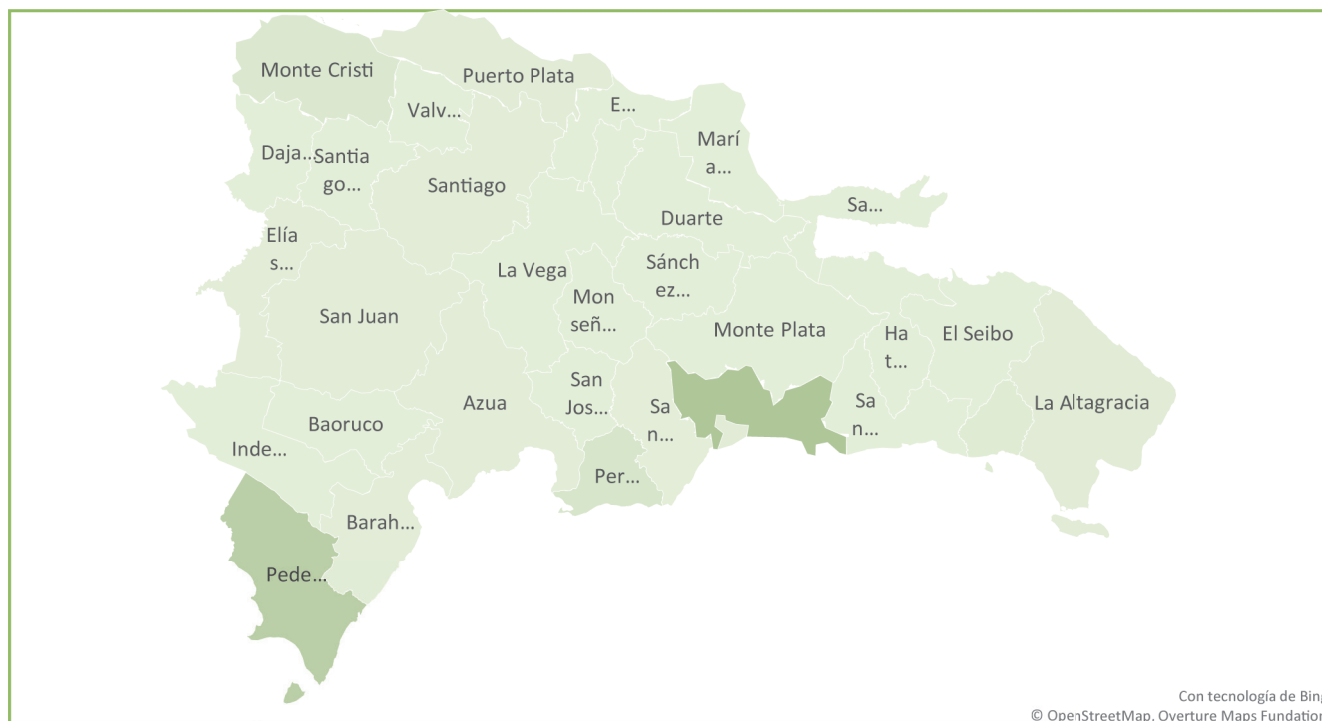 Monte Cristi
Puerto Plata
E...
Valv...
Marí
a...
Daja...
Santia
go...
Santiago
Sa...
Duarte
Elía
s...
Sánch
ez...
La Vega
Mon
señ...
San Juan
Monte Plata
Ha
t...
El Seibo
San
Jos...
Azua
Sa
n...
Sa
n...
La Altagracia
Baoruco
Inde...
Per...
Barah...
Pede...
Con tecnología de Bing
© OpenStreetMap, Overture Maps Fundation